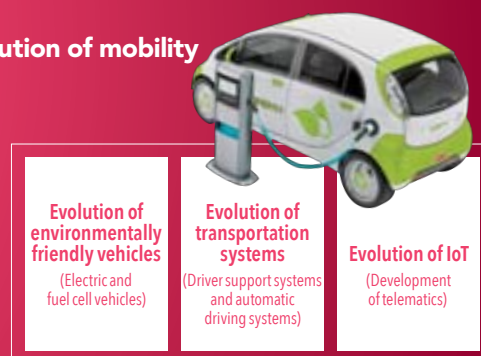 ution of mobility
Evolution of
environmentally
friendly vehicles
(Electric and
fuel cell vehicles)
Evolution of
transportation
systems
(Driver support systems
and automatic
driving systems)
Evolution of IoT
(Development
of telematics)